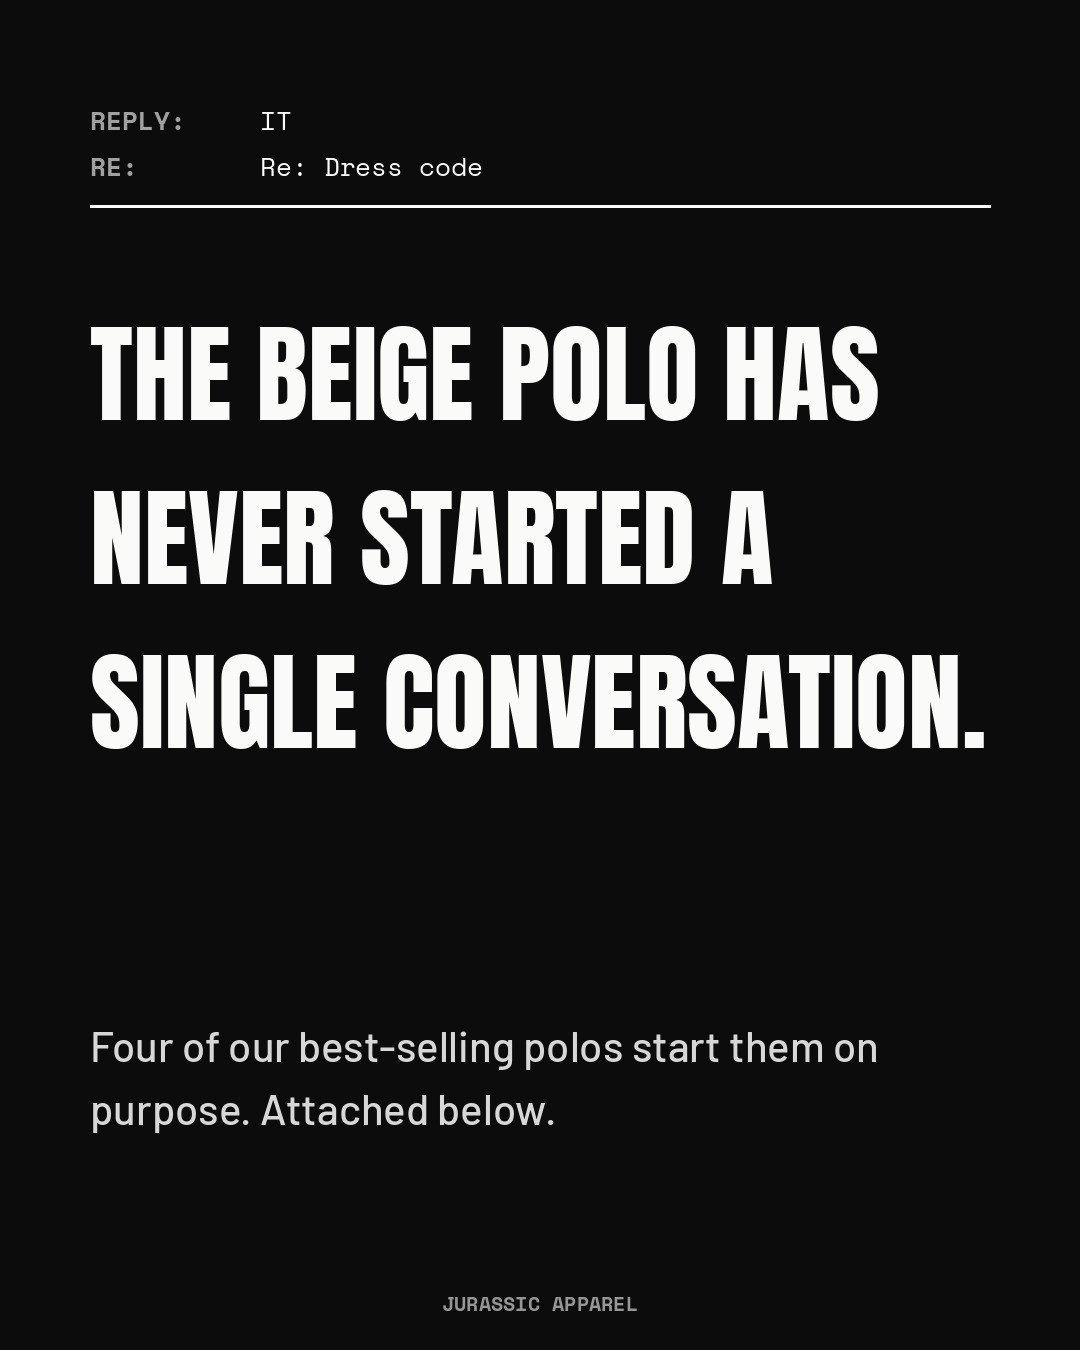 REPLY: IT
RE: Re: Dress code
THE BEIGE POLO HAS
NEVER STARTED A
SINGLE CONVERSATION.
Four of our best-selling polos start them on
purpose. Attached below.
JURASSIC APPAREL